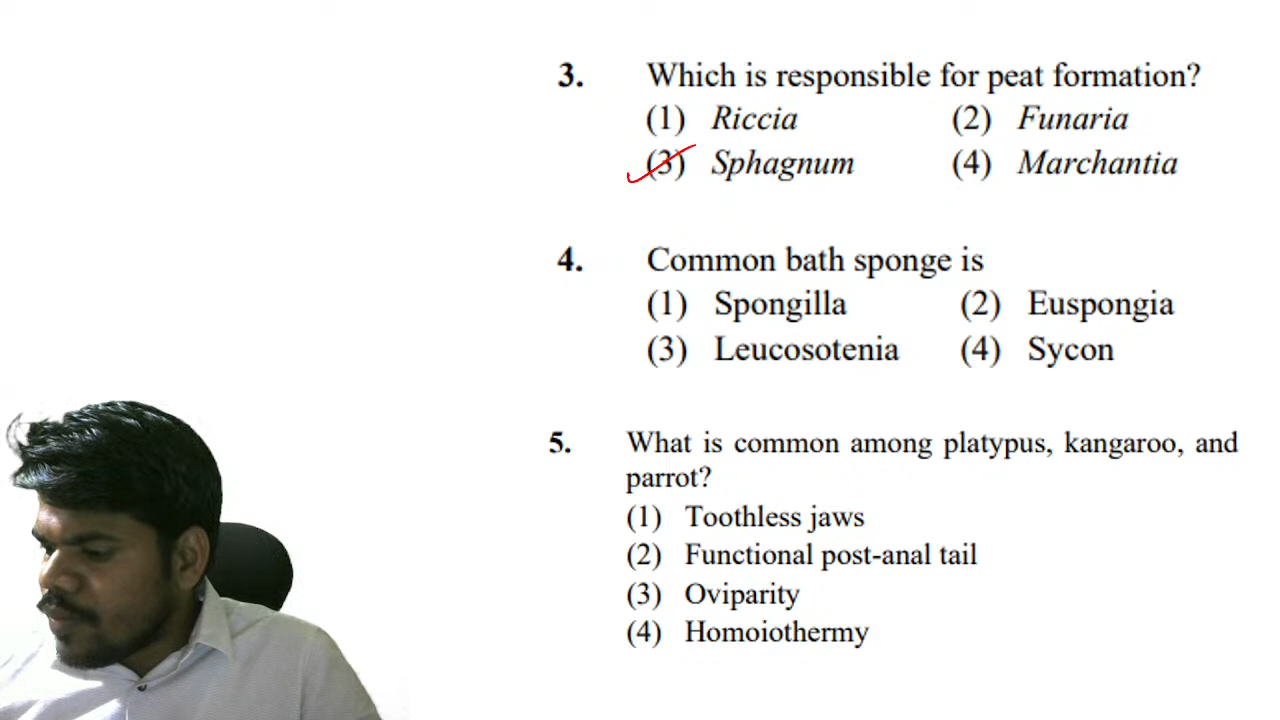 3. Which is responsible for peat formation?
(1) Riccia (2) Funaria
(3) Sphagnum (4) Marchantia
4. Common bath sponge is
(1) Spongilla (2) Euspongia
(3) Leucosotenia (4) Sycon
5. What is common among platypus, kangaroo, and
parrot?
(1) Toothless jaws
(2) Functional post-anal tail
(3) Oviparity
(4) Homoiothermy